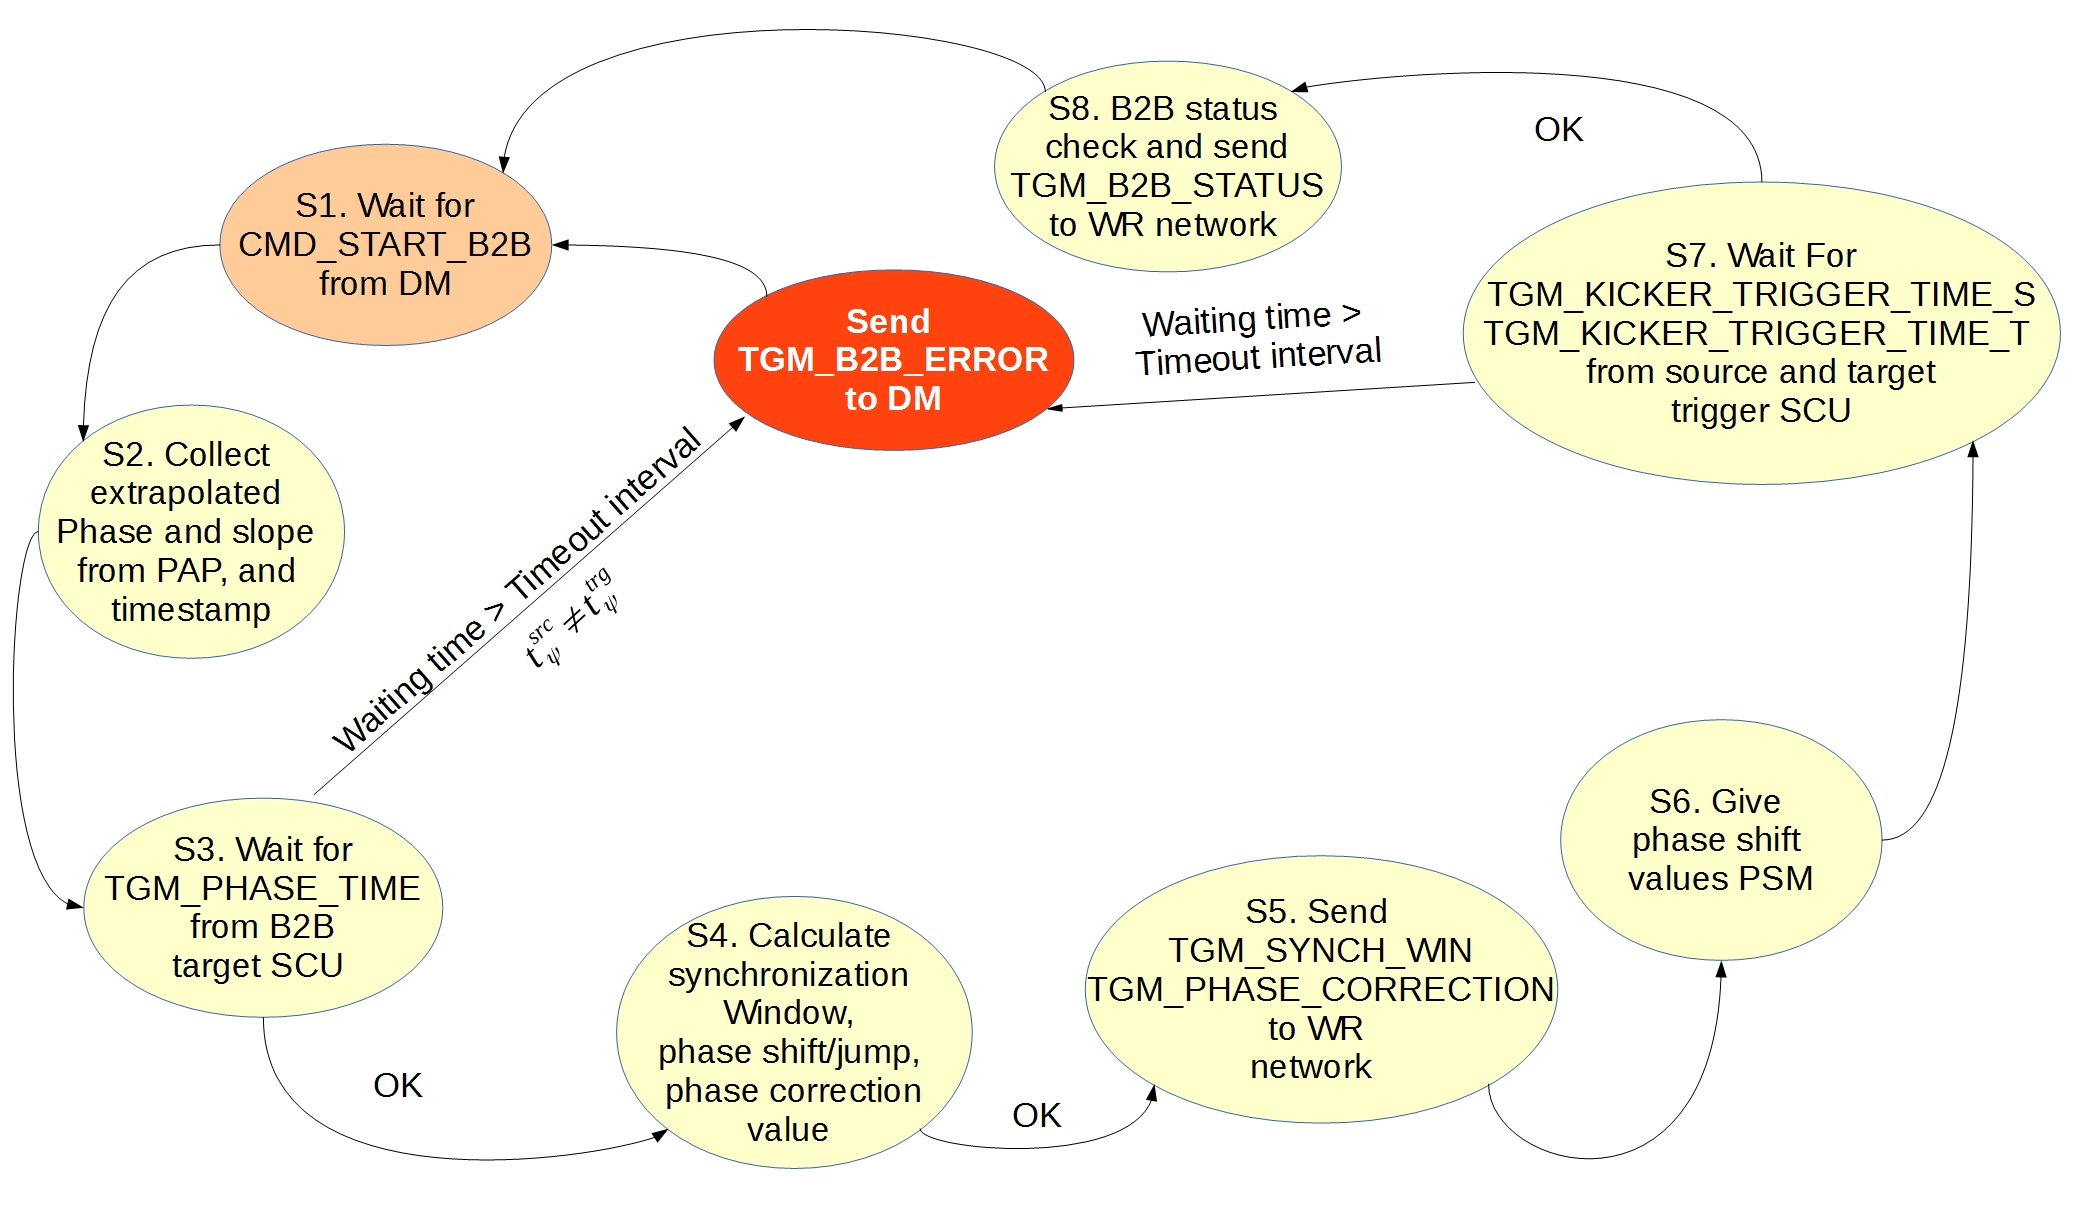 S1. Wait for
CMD_START_B2B
from DM
S2. Collect
extrapolated
Phase and slope
from PAP, and
timestamp
S3. Wait for
TGM_PHASE_TIME
from B2B
target SCU
OK
S4. Calculate
synchronization
Window,
phase shift/jump,
phase correction
value
OK
S5. Send
TGM_SYNCH_WIN
TGM_PHASE_CORRECTION
to WR
network
S6. Give
phase shift
values PSM
S7. Wait For
TGM_KICKER_TRIGGER_TIME_S
TGM_KICKER_TRIGGER_TIME_T
from source and target
trigger SCU
OK
S8. B2B status
check and send
TGM_B2B_STATUS
to WR network
Send
TGM_B2B_ERROR
to DM
Waiting time >
Timeout interval
Waiting time > Timeout interval
t_ψ^src ≠ t_ψ^trg